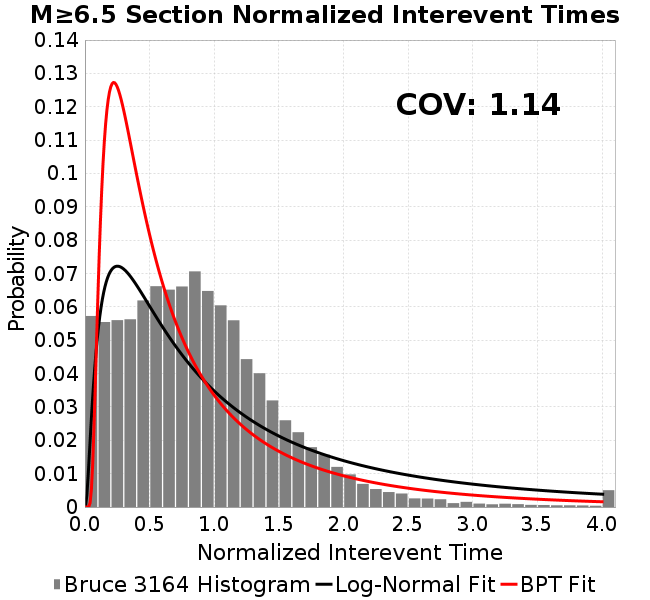 M≥6.5 Section Normalized Interevent Times
COV: 1.14
Probability
0.14
0.13
0.12
0.11
0.1
0.09
0.08
0.07
0.06
0.05
0.04
0.03
0.02
0.01
0
0.0 0.5 1.0 1.5 2.0 2.5 3.0 3.5 4.0
Normalized Interevent Time
Bruce 3164 Histogram Log-Normal Fit BPT Fit